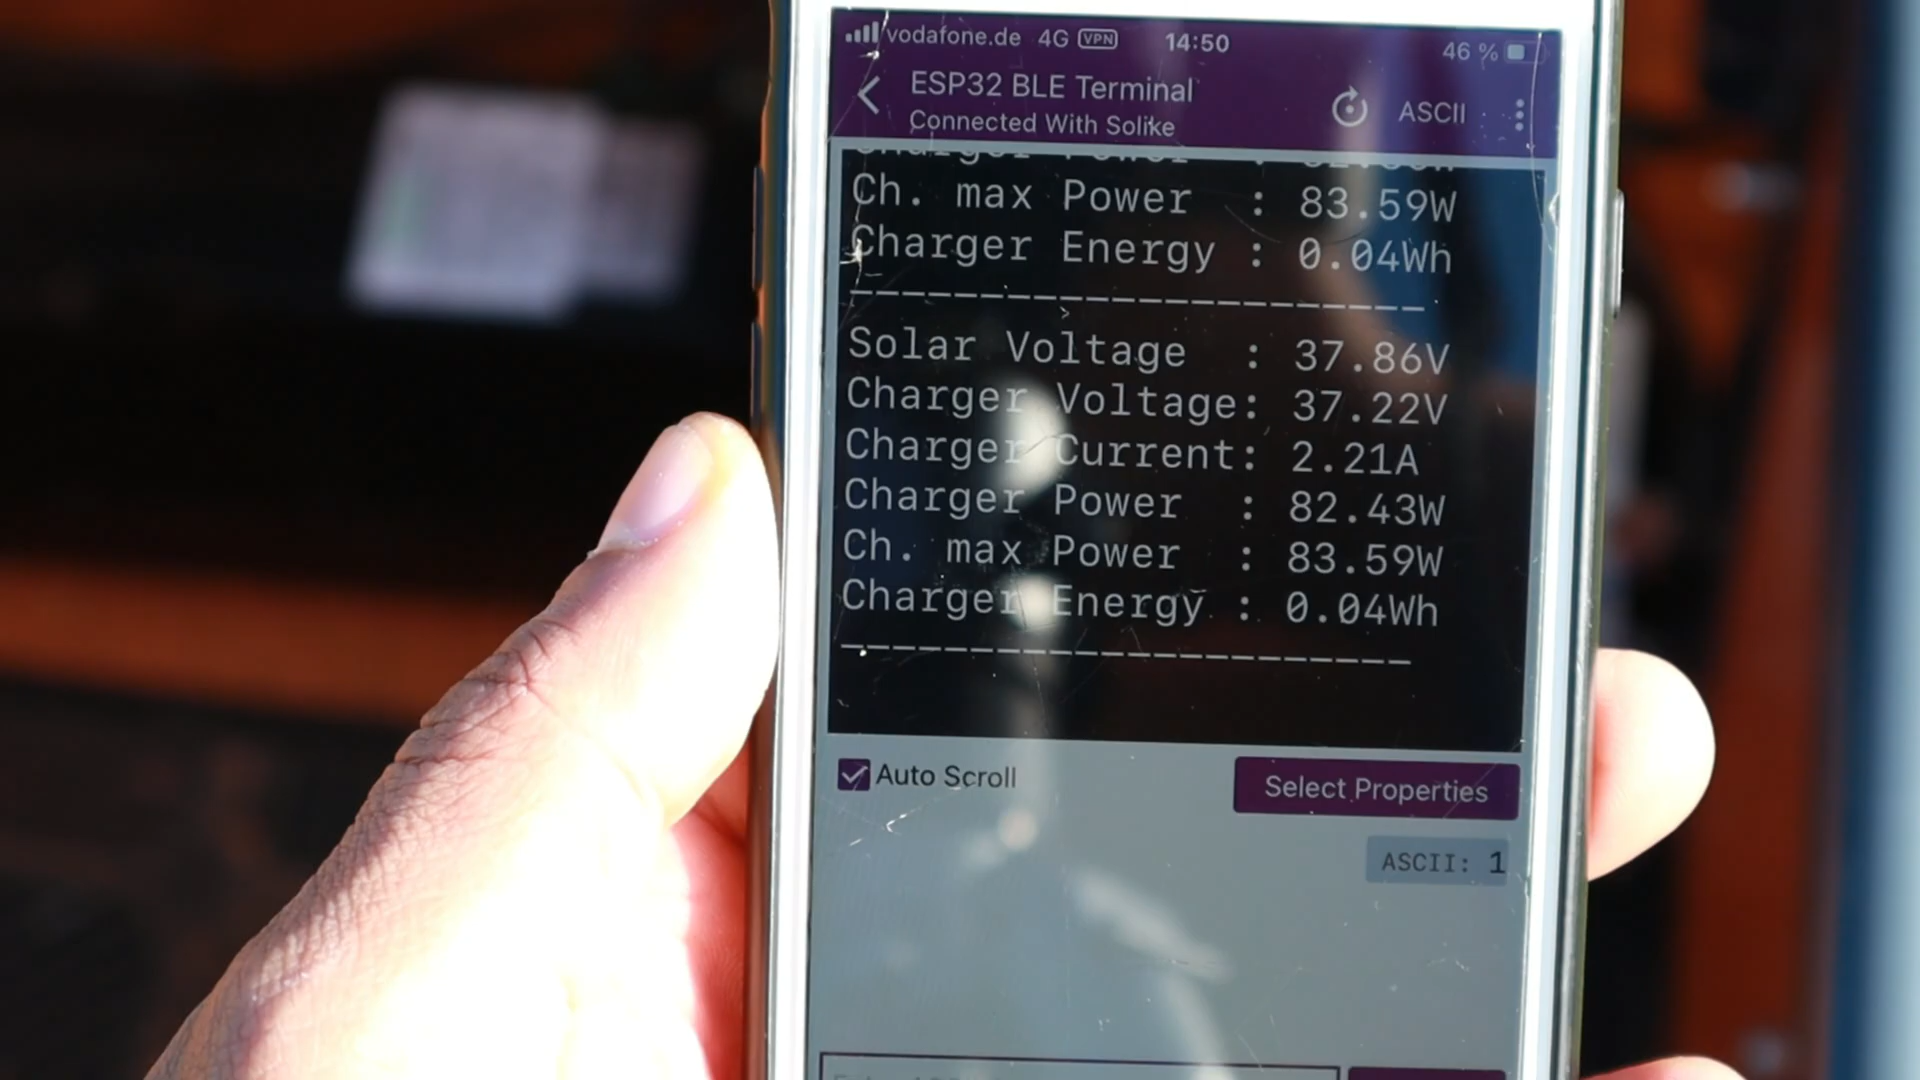 vodafone.de 4G VPN 14:50 46 %
ESP32 BLE Terminal
Connected With Solike
ASCII
Charger Power :
Ch. max Power : 83.59W
Charger Energy : 0.04Wh
----------------------
Solar Voltage : 37.86V
Charger Voltage: 37.22V
Charger Current: 2.21A
Charger Power : 82.43W
Ch. max Power : 83.59W
Charger Energy : 0.04Wh
----------------------
Auto Scroll
Select Properties
ASCII: 1